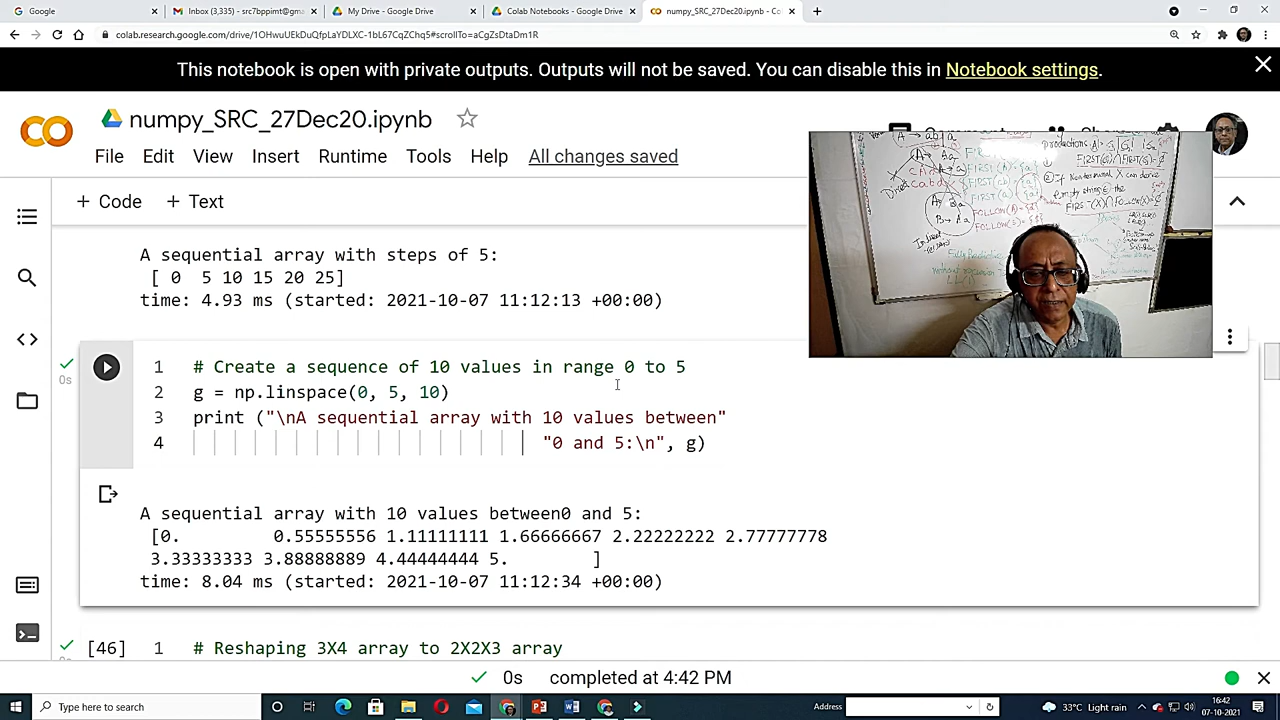 Google
Inbox (3,335) - src7bppimt@gma
My Drive - Google Drive
Colab Notebooks - Google Drive
numpy_SRC_27Dec20.ipynb - Co
colab.research.google.com/drive/1OHwuUEkDuQfpLaYDLXC-1bL67CqZChq5#scrollTo=aCgZsDtaDm1R
This notebook is open with private outputs. Outputs will not be saved. You can disable this in Notebook settings.
numpy_SRC_27Dec20.ipynb
File Edit View Insert Runtime Tools Help All changes saved
+ Code + Text
A sequential array with steps of 5:
[ 0 5 10 15 20 25]
time: 4.93 ms (started: 2021-10-07 11:12:13 +00:00)
0s
1 # Create a sequence of 10 values in range 0 to 5
2 g = np.linspace(0, 5, 10)
3 print ("\nA sequential array with 10 values between"
4 "0 and 5:\n", g)
A sequential array with 10 values between0 and 5:
[0. 0.55555556 1.11111111 1.66666667 2.22222222 2.77777778
3.33333333 3.88888889 4.44444444 5. ]
time: 8.04 ms (started: 2021-10-07 11:12:34 +00:00)
[46] 1 # Reshaping 3X4 array to 2X2X3 array
0s completed at 4:42 PM
Type here to search
Address
33°C Light rain
16:42
07-10-2021